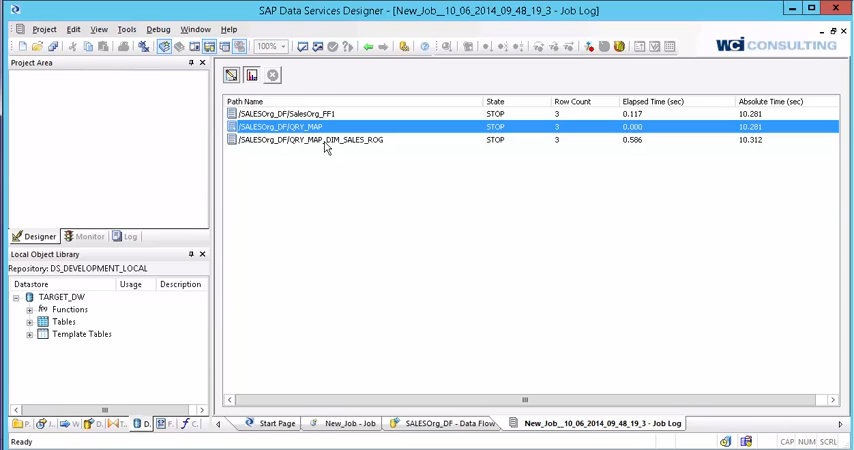 SAP Data Services Designer - [New_Job__10_06_2014_09_48_19_3 - Job Log]
Project Edit View Tools Debug Window Help
100%
WCI CONSULTING
Project Area
Path Name State Row Count Elapsed Time (sec) Absolute Time (sec)
/SALESOrg_DF/SalesOrg_FF1 STOP 3 0.117 10.281
/SALESOrg_DF/QRY_MAP STOP 3 0.000 10.281
/SALESOrg_DF/QRY_MAP_DIM_SALES_ROG STOP 3 0.586 10.312
Designer Monitor Log
Local Object Library
Repository: DS_DEVELOPMENT_LOCAL
Datastore Usage Description
TARGET_DW
Functions
Tables
Template Tables
P. J.. W D. T.. D. F. C.
Start Page New_Job - Job SALESOrg_DF - Data Flow New_Job__10_06_2014_09_48_19_3 - Job Log
Ready CAP NUM SCRL